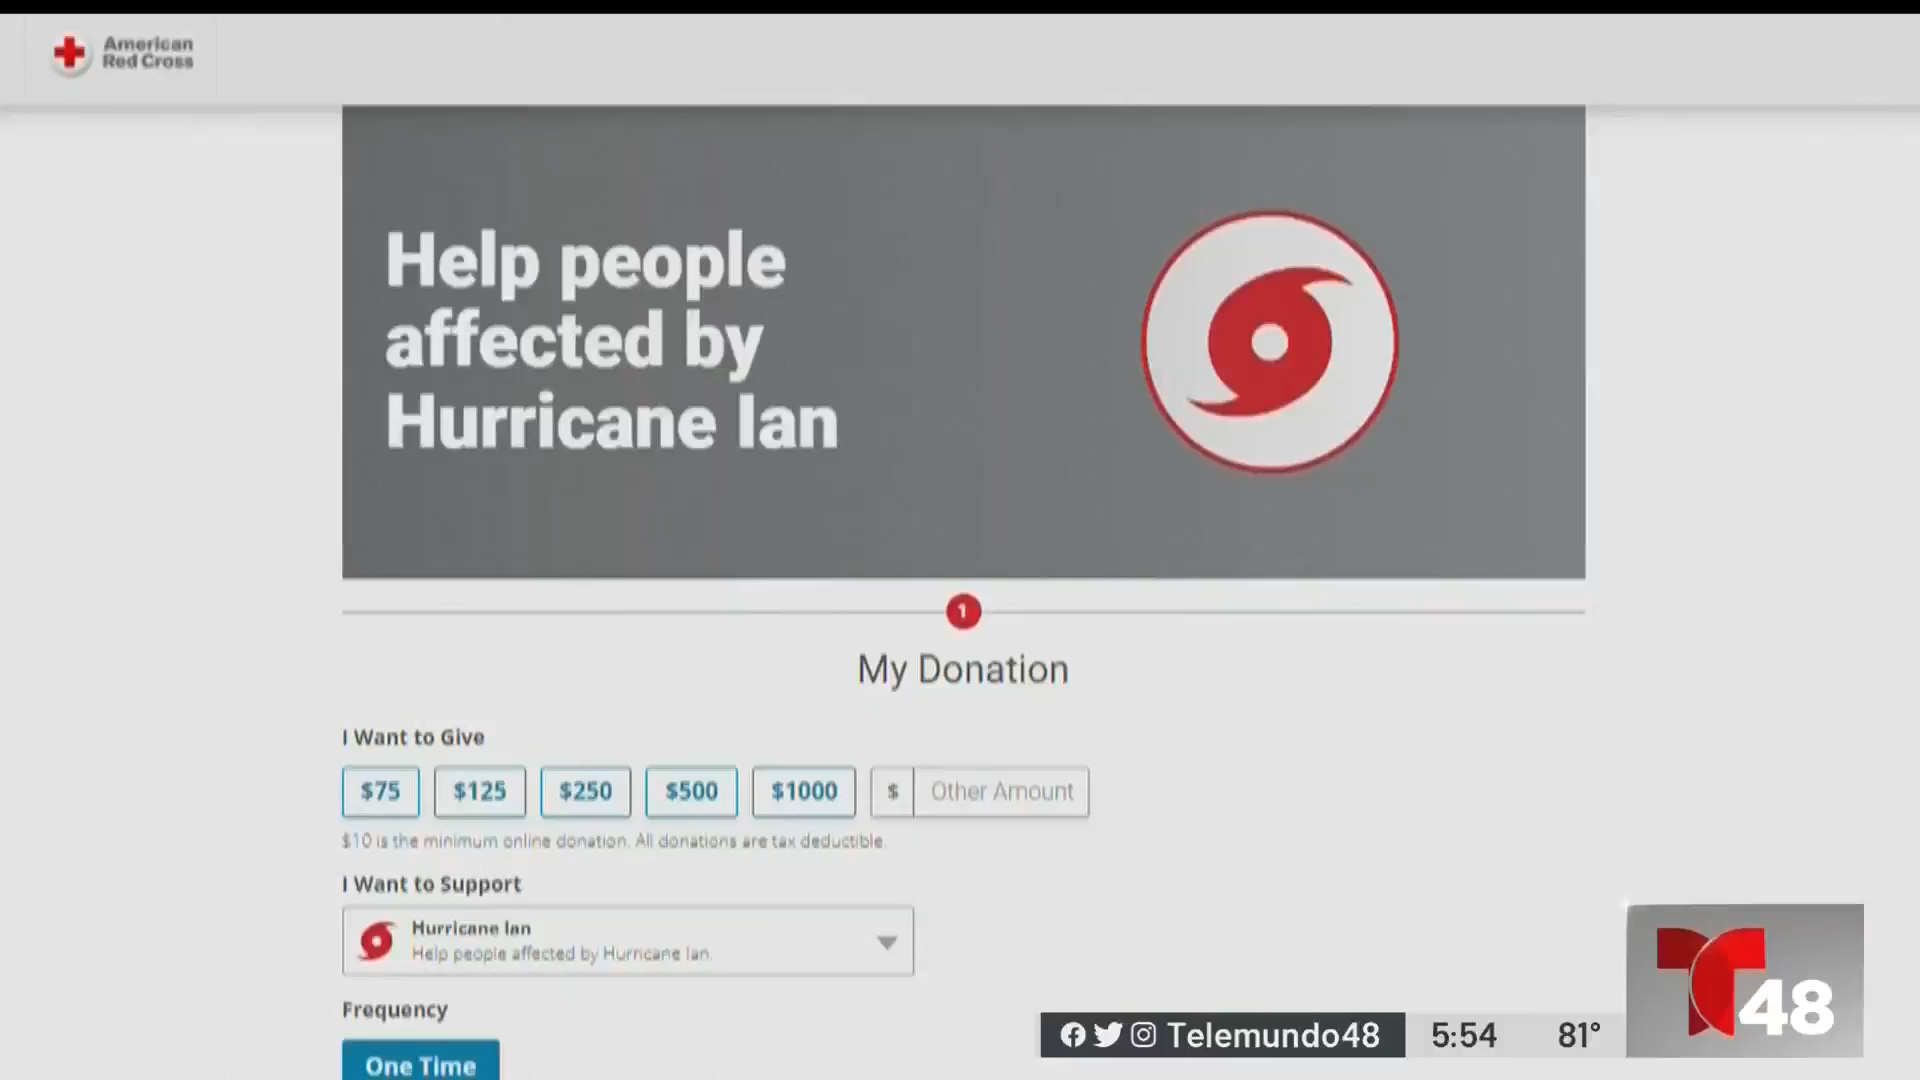 American
Red Cross
Help people
affected by
Hurricane Ian
1
My Donation
I Want to Give
$75 $125 $250 $500 $1000 $ Other Amount
$10 is the minimum online donation. All donations are tax deductible.
I Want to Support
Hurricane Ian
Help people affected by Hurricane Ian.
Frequency
One Time
Telemundo48 5:54 81°
48